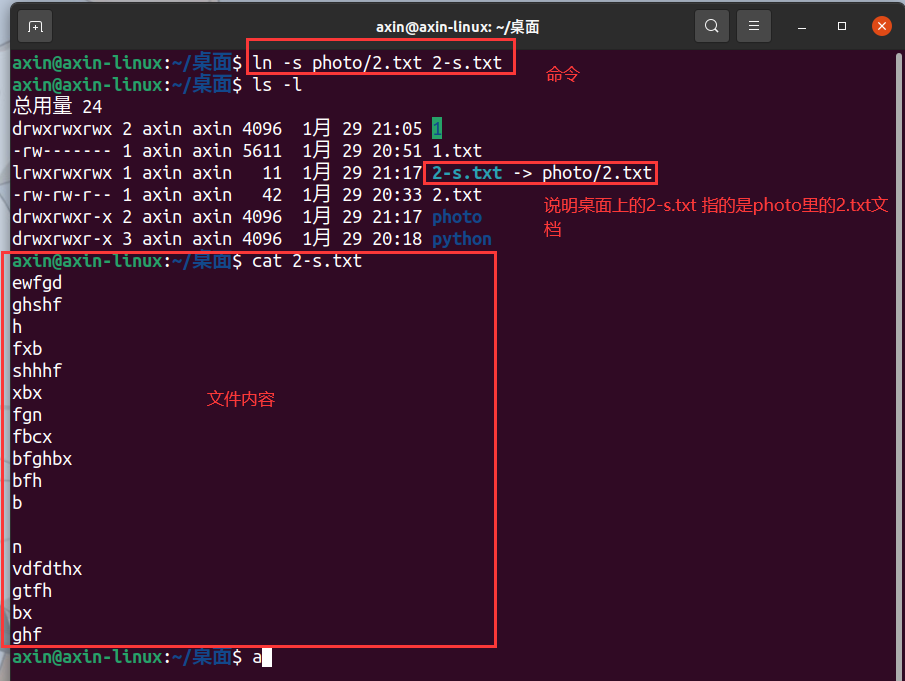 axin@axin-linux: ~/桌面
axin@axin-linux:~/桌面$ ln -s photo/2.txt 2-s.txt
命令
axin@axin-linux:~/桌面$ ls -l
总用量 24
drwxrwxrwx 2 axin axin 4096 1月 29 21:05 1
-rw------- 1 axin axin 5611 1月 29 20:51 1.txt
lrwxrwxrwx 1 axin axin 11 1月 29 21:17 2-s.txt -> photo/2.txt
-rw-rw-r-- 1 axin axin 42 1月 29 20:33 2.txt
drwxrwxr-x 2 axin axin 4096 1月 29 21:17 photo
drwxrwxr-x 3 axin axin 4096 1月 29 20:18 python
说明桌面上的2-s.txt 指的是photo里的2.txt文
档
axin@axin-linux:~/桌面$ cat 2-s.txt
ewfgd
ghshf
h
fxb
shhhf
xbx
文件内容
fgn
fbcx
bfghbx
bfh
b
n
vdfdthx
gtfh
bx
ghf
axin@axin-linux:~/桌面$ a